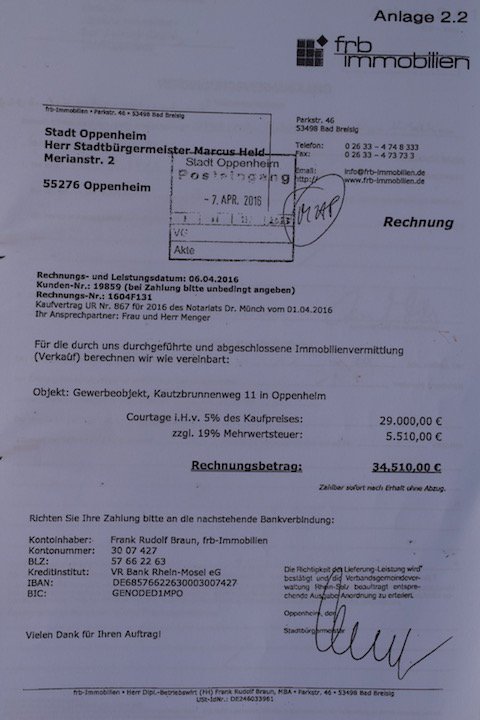 Anlage 2.2
frb
immobilien
frb-Immobilien • Parkstr. 46 • 53498 Bad Breisig
Parkstr. 46
53498 Bad Breisig
Telefon: 0 26 33 - 4 74 8 333
Fax: 0 26 33 - 4 73 73 3
Email: info@frb-immobilien.de
http:// www.frb-immobilien.de
Stadt Oppenheim
Herr Stadtbürgermeister Marcus Held
Merianstr. 2
55276 Oppenheim
Stadt Oppenheim
Posteingang
- 7. APR. 2016
VG
Akte
Rechnung
Rechnungs- und Leistungsdatum: 06.04.2016
Kunden-Nr.: 19859 (bei Zahlung bitte unbedingt angeben)
Rechnungs-Nr.: 1604F131
Kaufvertrag UR Nr. 867 für 2016 des Notariats Dr. Münch vom 01.04.2016
Ihr Ansprechpartner: Frau und Herr Menger
Für die durch uns durchgeführte und abgeschlossene Immobilienvermittlung
(Verkauf) berechnen wir wie vereinbart:
Objekt: Gewerbeobjekt, Kautzbrunnenweg 11 in Oppenheim
Courtage i.H.v. 5% des Kaufpreises: 29.000,00 €
zzgl. 19% Mehrwertsteuer: 5.510,00 €
Rechnungsbetrag: 34.510,00 €
Zahlbar sofort nach Erhalt ohne Abzug.
Richten Sie Ihre Zahlung bitte an die nachstehende Bankverbindung:
Kontoinhaber: Frank Rudolf Braun, frb-Immobilien
Kontonummer: 30 07 427
BLZ: 57 66 22 63
Kreditinstitut: VR Bank Rhein-Mosel eG
IBAN: DE68576622630003007427
BIC: GENODED1MPO
Die Richtigkeit der Lieferung-Leistung wird
bestätigt und die Verbandsgemeindever-
waltung Rhein-Selz beauftragt entspre-
chende Ausgabe-Anordnung zu erteilen.
Oppenheim, den
Stadtbürgermeister
Vielen Dank für Ihren Auftrag!
frb-Immobilien • Herr Dipl.-Betriebswirt (FH) Frank Rudolf Braun, MBA • Parkstr. 46 • 53498 Bad Breisig
USt-IdNr.: DE246033961